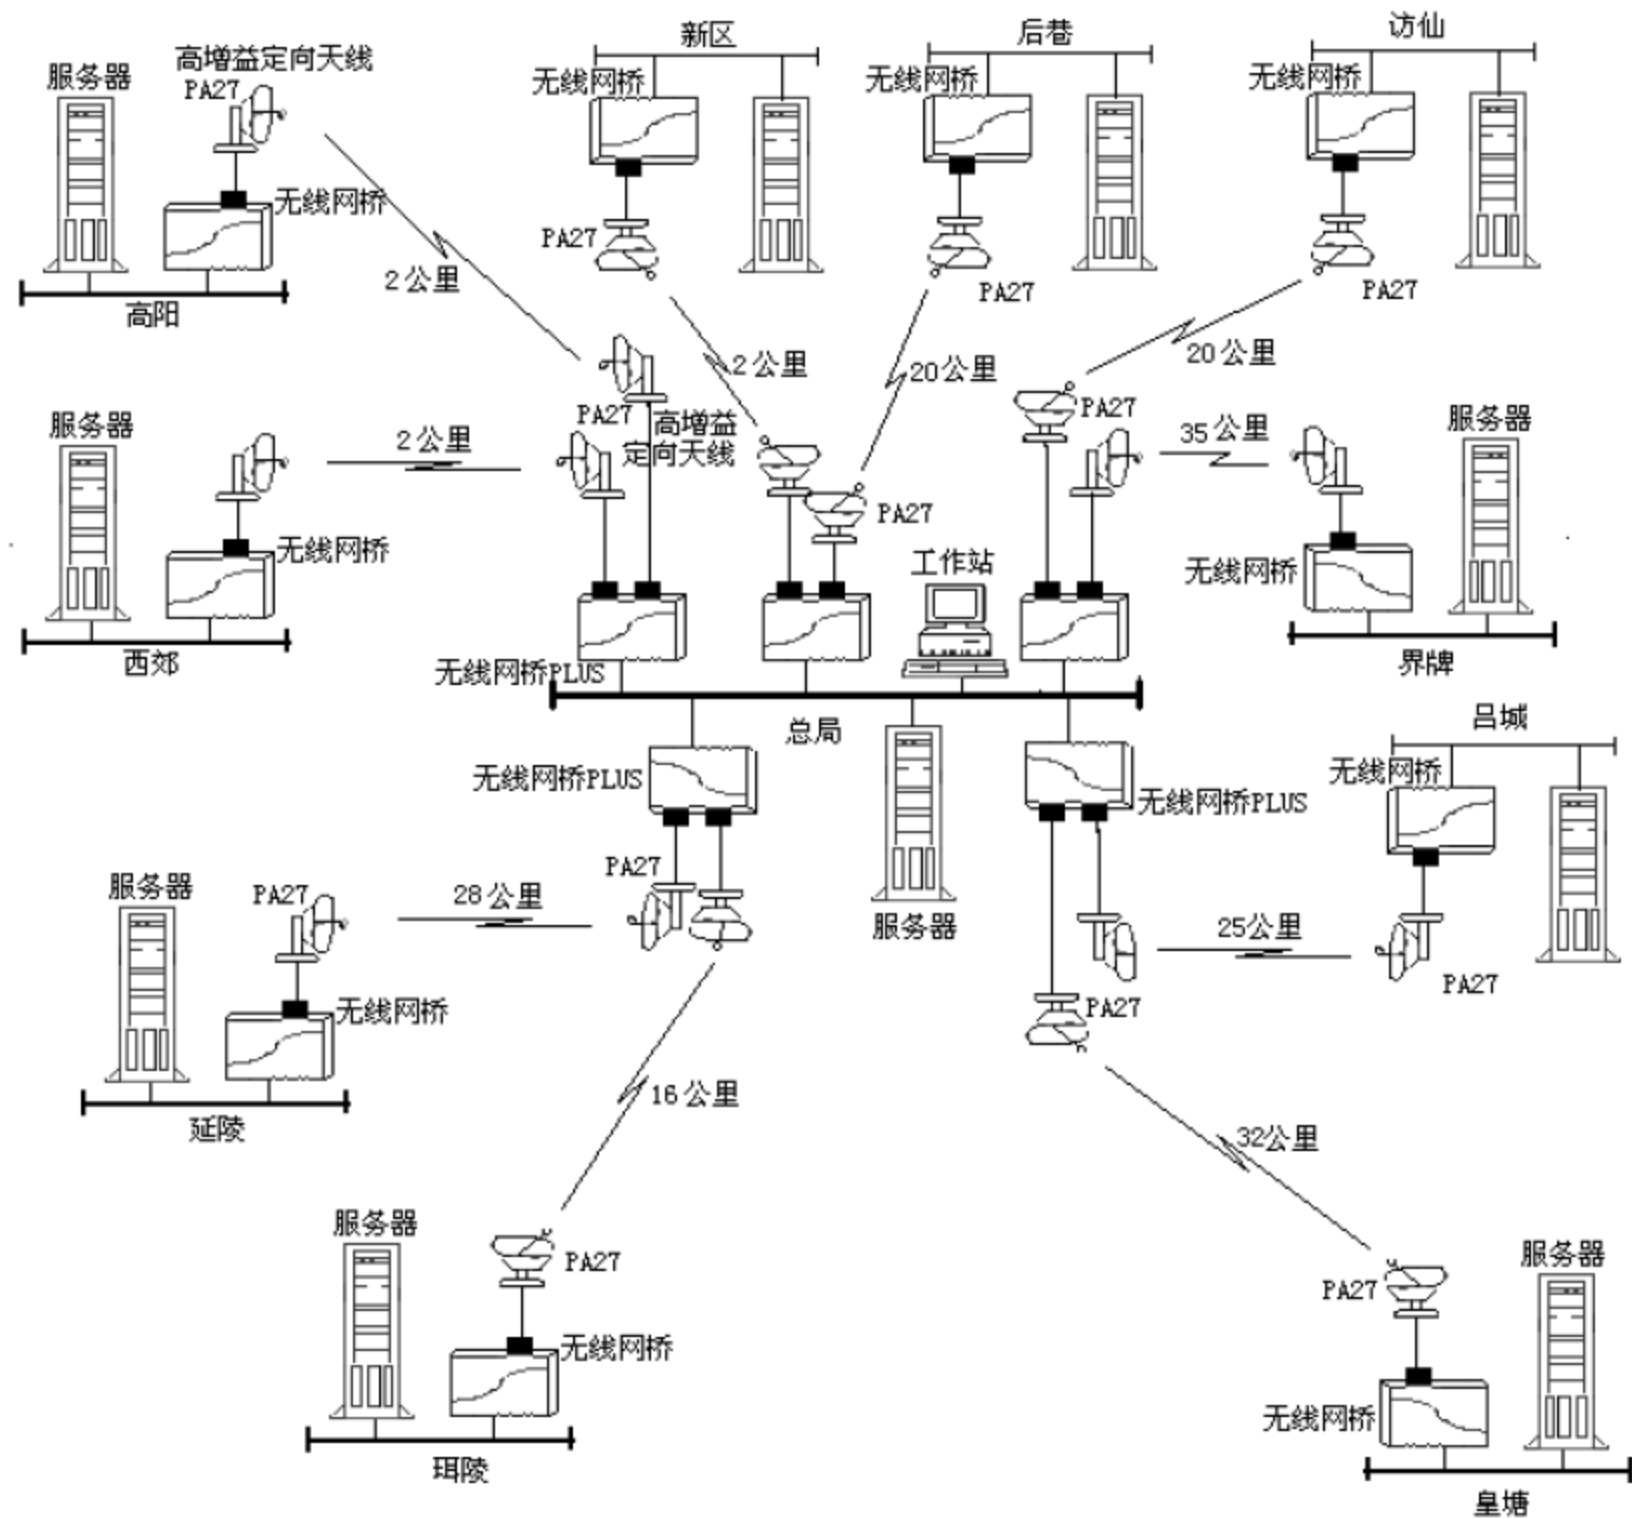 新区
后巷
访仙
高增益定向天线
服务器
PA27
无线网桥
无线网桥
无线网桥
无线网桥
PA27
PA27
PA27
2公里
高阳
2公里
20公里
20公里
PA27
高增益
定向天线
PA27
服务器
2公里
35公里
服务器
PA27
无线网桥
工作站
无线网桥
西郊
无线网桥PLUS
界牌
总局
吕城
无线网桥PLUS
无线网桥
无线网桥PLUS
PA27
服务器
PA27
28公里
服务器
25公里
PA27
无线网桥
PA27
延陵
16公里
32公里
服务器
PA27
服务器
PA27
无线网桥
无线网桥
珥陵
皇塘